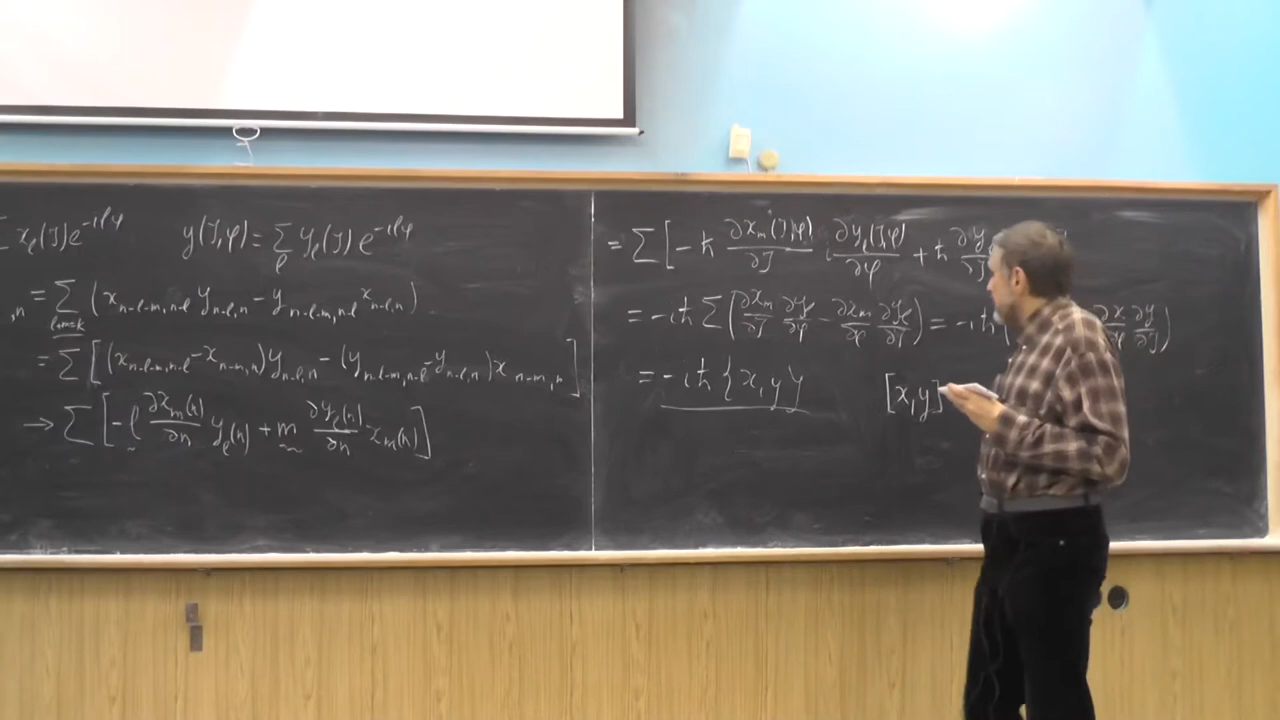 Σ x_ℓ(J)e^{-iℓφ}    y(J,φ) = Σ_ℓ y_ℓ(J) e^{-iℓφ}
,n = Σ_{ℓ+m=k} (x_{n-ℓ-m,n-ℓ} y_{n-ℓ,n} - y_{n-ℓ-m,n-ℓ} x_{n-ℓ,n})
= Σ [(x_{n-ℓ-m,n-ℓ} - x_{n-m,n}) y_{n-ℓ,n} - (y_{n-ℓ-m,n-ℓ} - y_{n-ℓ,n}) x_{n-m,n}]
→ Σ [-ℓ ∂x_m(n)/∂n y_ℓ(n) + m ∂y_ℓ(n)/∂n x_m(n)]
= Σ [-ħ ∂x_m(J,φ)/∂J i ∂y_ℓ(J,φ)/∂φ + ħ ∂y
= -iħ Σ (∂x_m/∂J ∂y_ℓ/∂φ - ∂x_m/∂φ ∂y_ℓ/∂J) = -iħ ( ∂x/∂φ ∂y/∂J)
= -iħ {x, y}    [x, y]